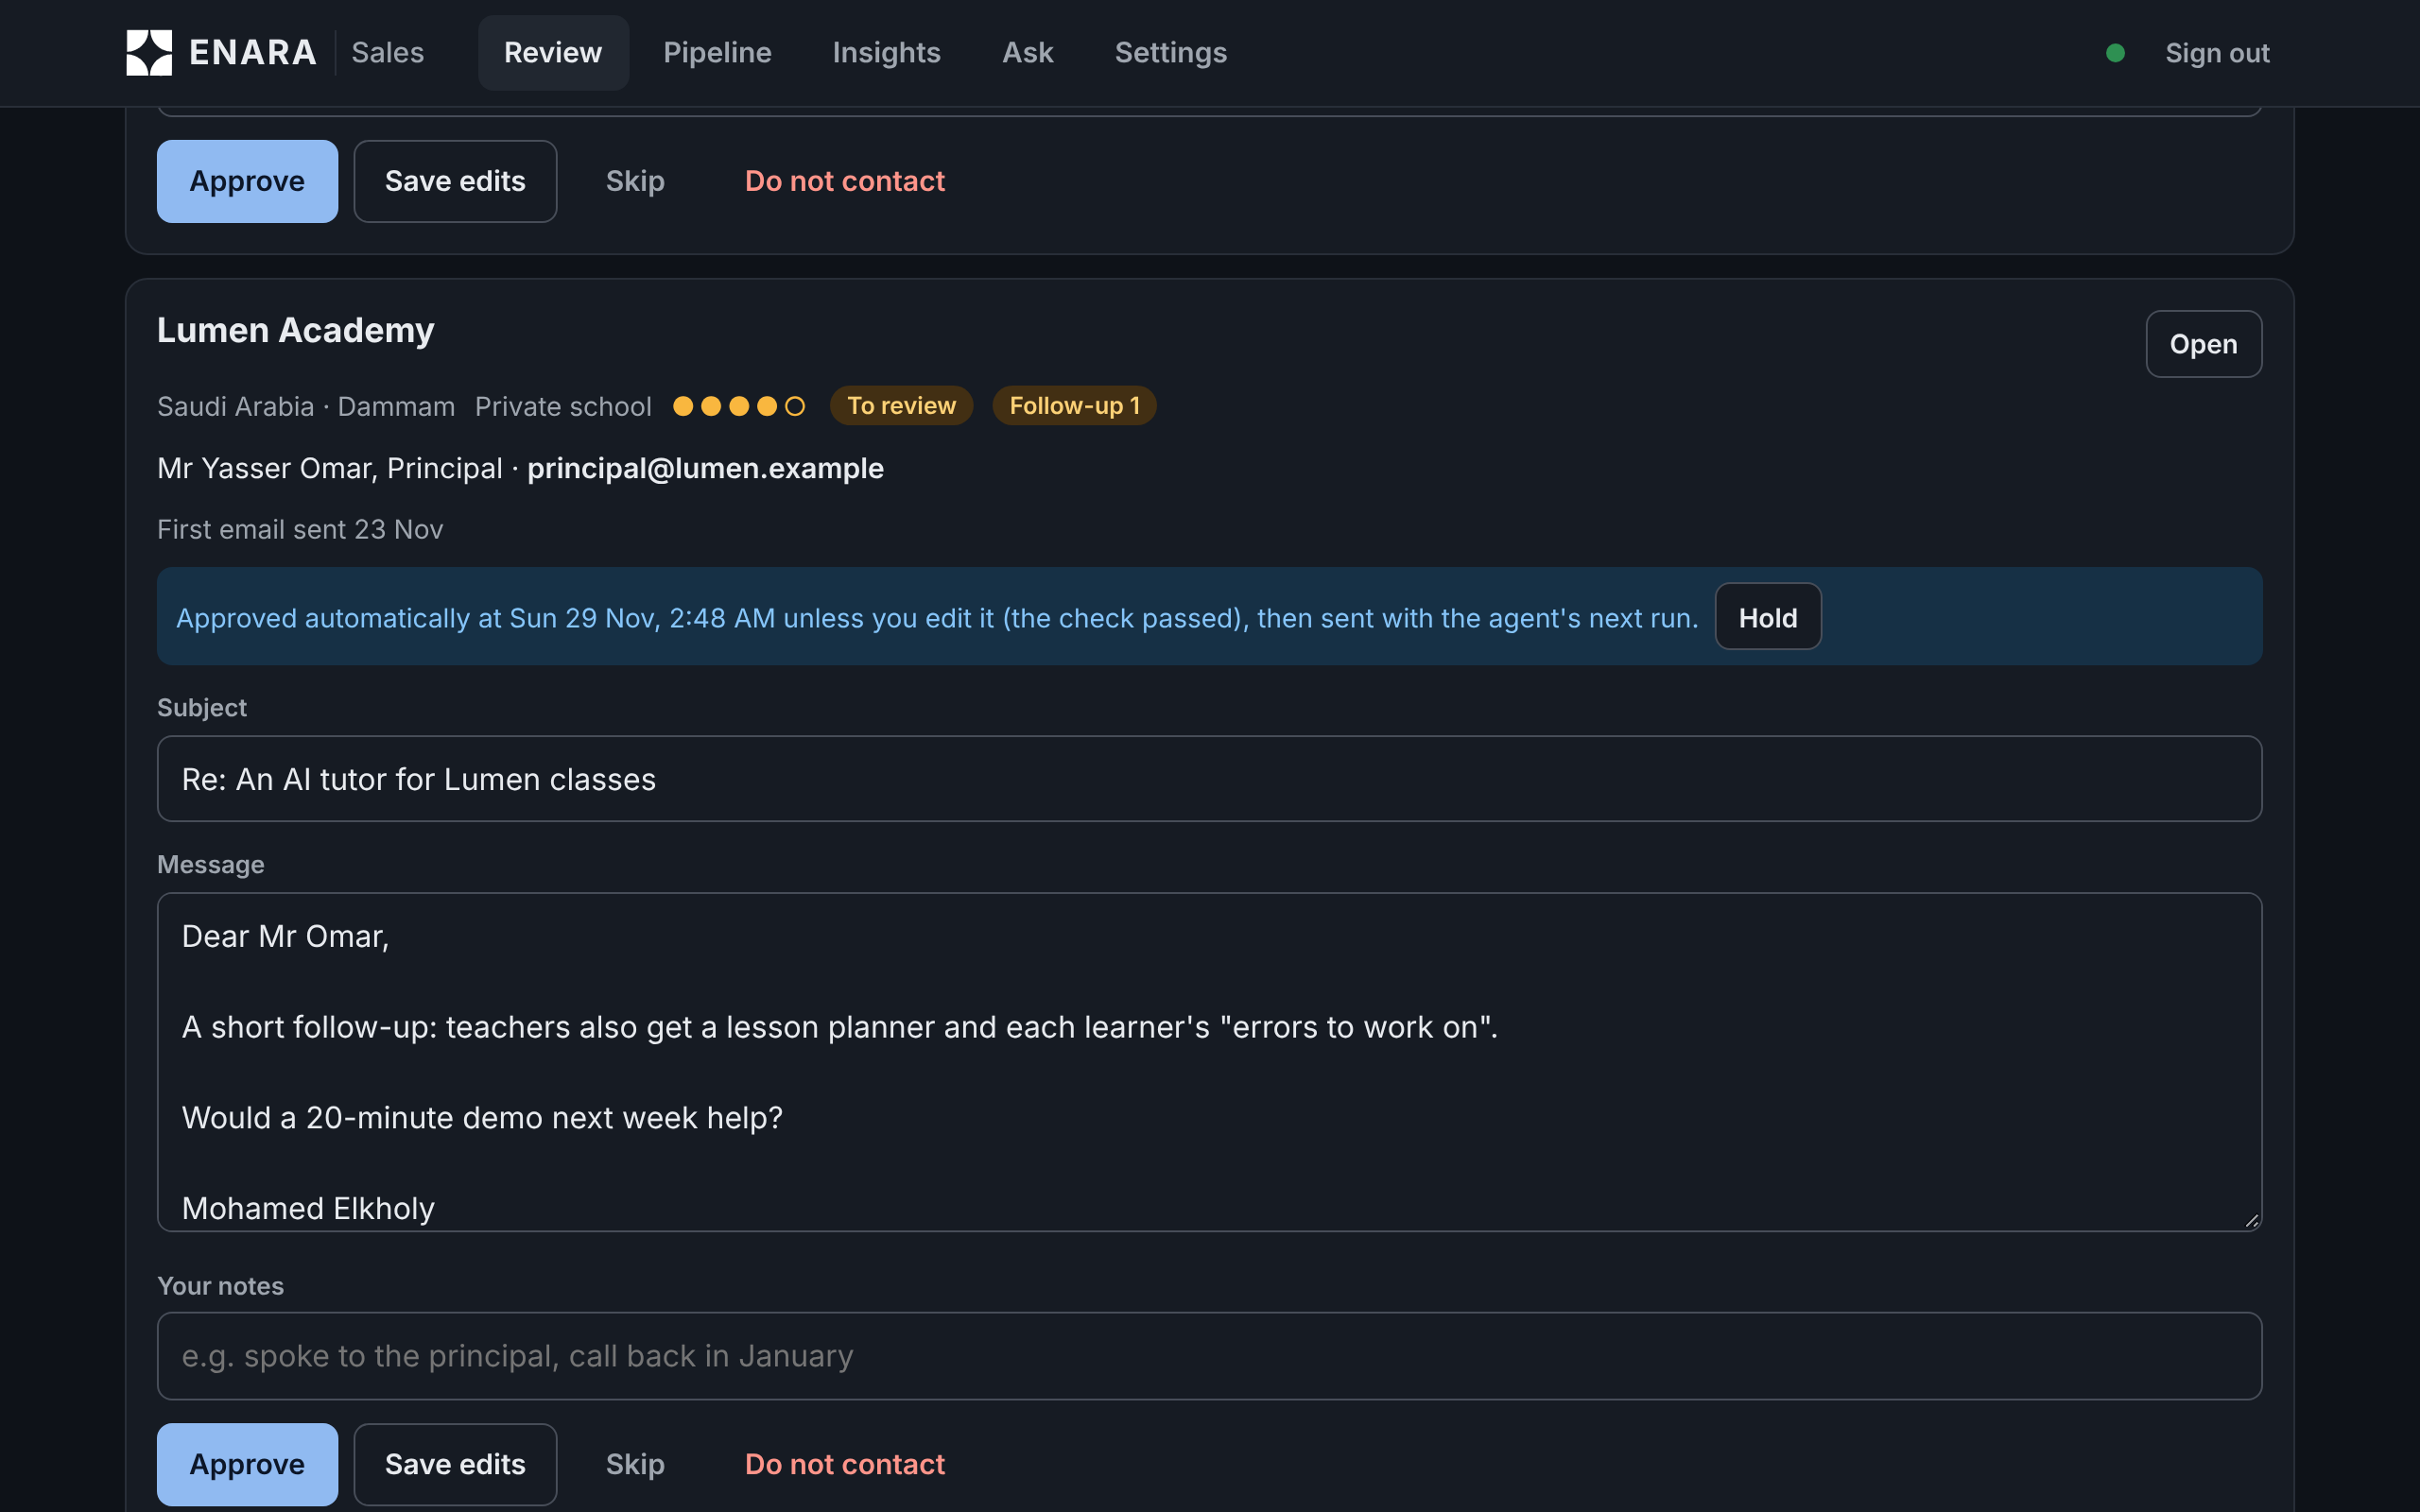 ENARA Sales Review Pipeline Insights Ask Settings Sign out
Approve Save edits Skip Do not contact
Lumen Academy
Open
Saudi Arabia · Dammam Private school To review Follow-up 1
Mr Yasser Omar, Principal · principal@lumen.example
First email sent 23 Nov
Approved automatically at Sun 29 Nov, 2:48 AM unless you edit it (the check passed), then sent with the agent's next run. Hold
Subject
Re: An AI tutor for Lumen classes
Message
Dear Mr Omar,
A short follow-up: teachers also get a lesson planner and each learner's "errors to work on".
Would a 20-minute demo next week help?
Mohamed Elkholy
Your notes
e.g. spoke to the principal, call back in January
Approve Save edits Skip Do not contact